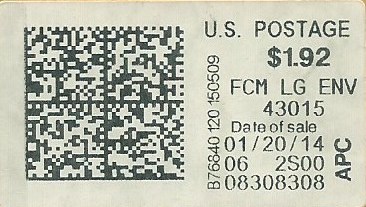 U.S. POSTAGE
$1.92
FCM LG ENV
43015
Date of sale
01/20/14
06 2S00
08308308
B76840 120 150509
APC